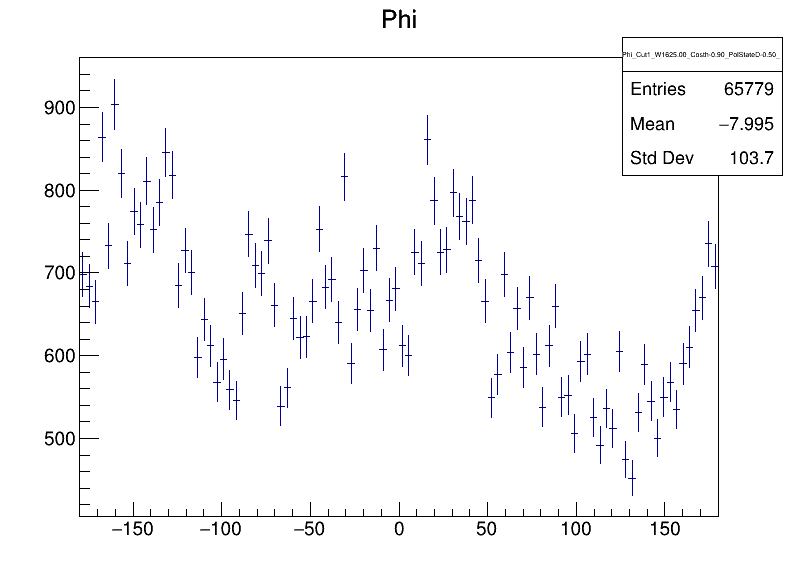 Phi
Phi_Cut1_W1625.00_Costh-0.90_PolStateD-0.50_
Entries 65779
Mean −7.995
Std Dev 103.7
900
800
700
600
500
−150 −100 −50 0 50 100 150